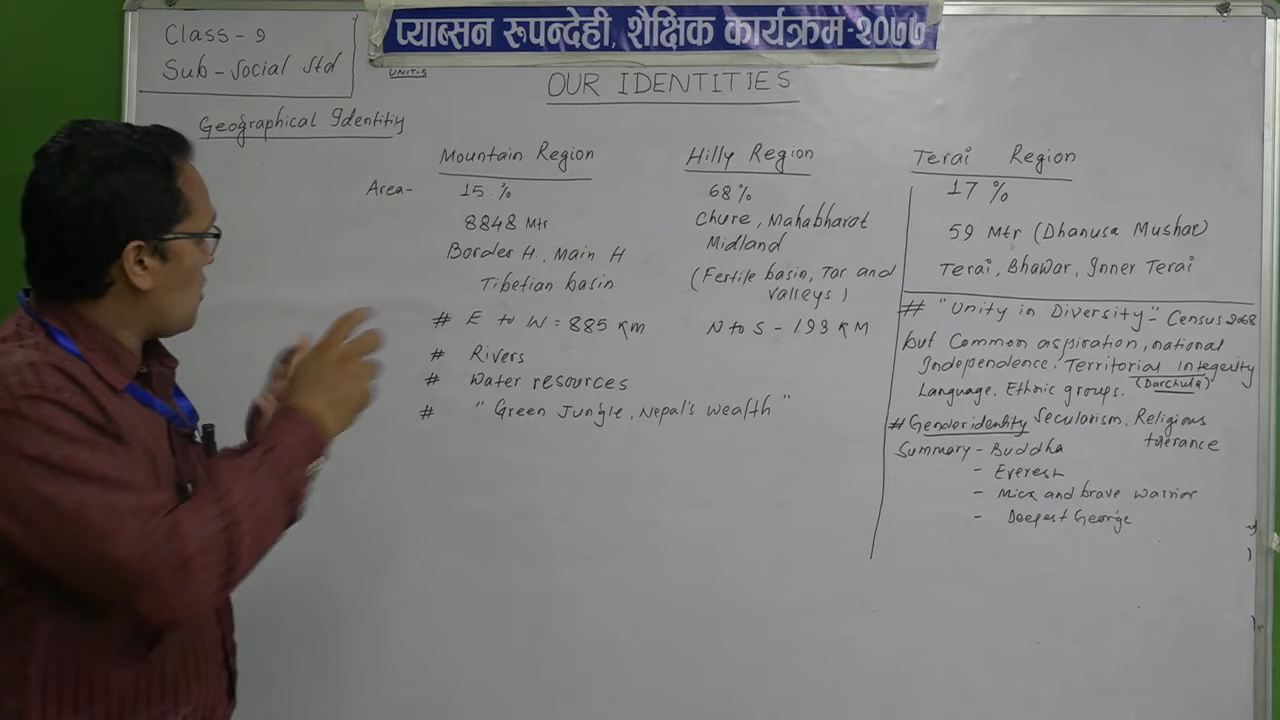 प्याब्सन रुपन्देही, शैक्षिक कार्यक्रम-२०७७
Class - 9
Sub - Social Std
UNIT-5
OUR IDENTITIES
Geographical Identity
Mountain Region
Area- 15 %
8848 Mtr
Border H., Main H
Tibetian basin
Hilly Region
68%
Chure, Mahabharat
Midland
(Fertile basin, Tar and
valleys)
Terai Region
17 %
59 Mtr (Dhanusa Mushar)
Terai, Bhawar, Inner Terai
# E to W = 885 KM N to S - 193 KM
# Rivers
# Water resources
# " Green Jungle, Nepal's Wealth "
# "Unity in Diversity" - Census 2068
but Common aspiration, national
Independence. Territorial Integerity
Language. Ethnic groups. (Darchula)
# Gender identity Secularism. Religious
tolerance
Summary - Buddha
- Everest
- Nice and brave warrior
- Deepest George